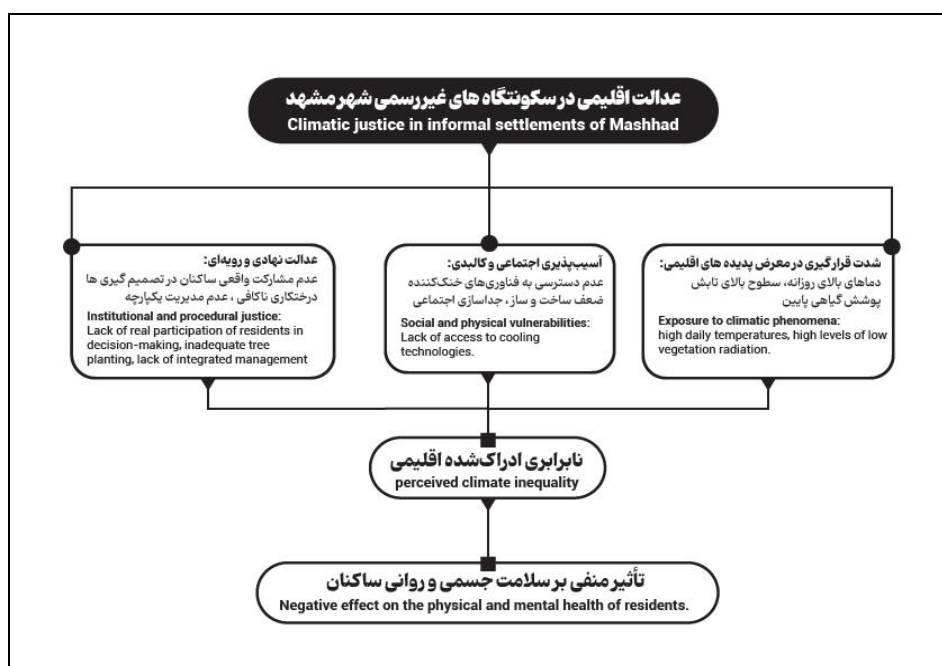 عدالت اقلیمی در سکونتگاه های غیررسمی شهر مشهد
Climatic justice in informal settlements of Mashhad
شدت قرارگیری در معرض پدیده های اقلیمی:
دماهای بالای روزانه، سطوح بالای تابش
پوشش گیاهی پایین
Exposure to climatic phenomena:
high daily temperatures, high levels of low
vegetation radiation.
آسیب‌پذیری اجتماعی و کالبدی:
عدم دسترسی به فناوری‌های خنک‌کننده
ضعف ساخت و ساز ، جداسازی اجتماعی
Social and physical vulnerabilities:
Lack of access to cooling
technologies.
عدالت نهادی و رویه‌ای:
عدم مشارکت واقعی ساکنان در تصمیم گیری ها
درختکاری ناکافی ، عدم مدیریت یکپارچه
Institutional and procedural justice:
Lack of real participation of residents in
decision-making, inadequate tree
planting, lack of integrated management
نابرابری ادراک‌شده اقلیمی
perceived climate inequality
تأثیر منفی بر سلامت جسمی و روانی ساکنان
Negative effect on the physical and mental health of residents.